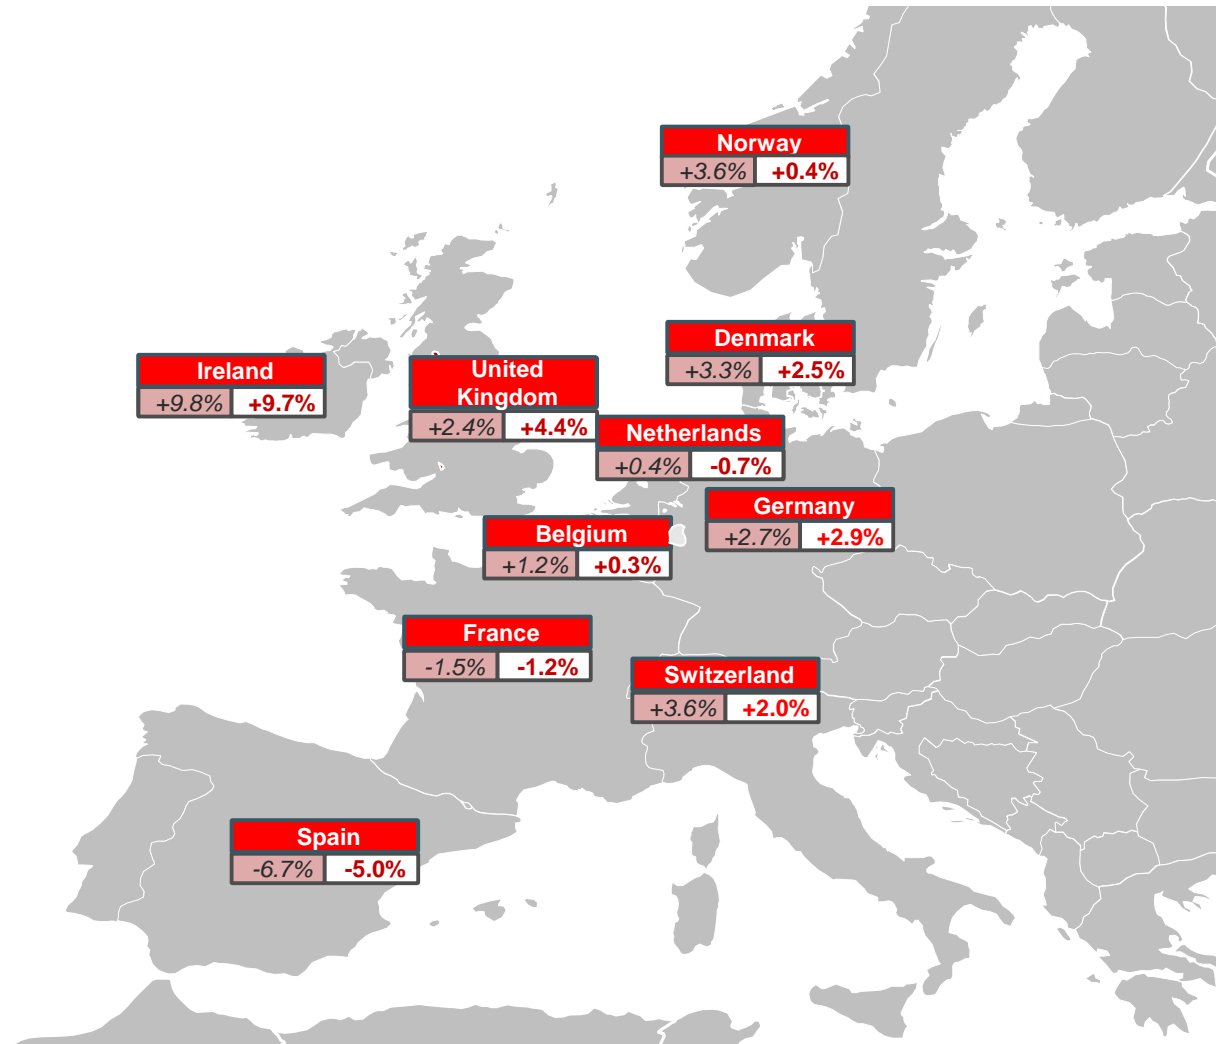 Norway
+3.6% +0.4%
Denmark
+3.3% +2.5%
Ireland
+9.8% +9.7%
United
Kingdom
+2.4% +4.4%
Netherlands
+0.4% -0.7%
Germany
+2.7% +2.9%
Belgium
+1.2% +0.3%
France
-1.5% -1.2%
Switzerland
+3.6% +2.0%
Spain
-6.7% -5.0%